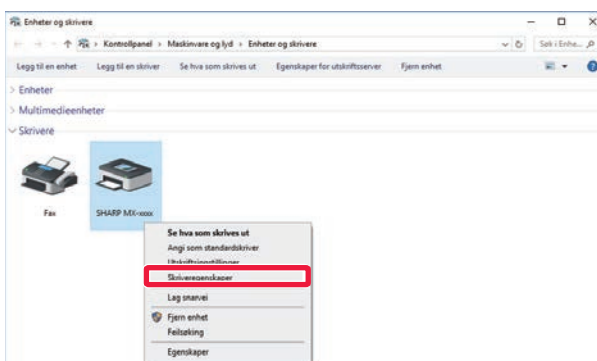 Enheter og skrivere
Kontrollpanel > Maskinvare og lyd > Enheter og skrivere
Søk i Enhe...
Legg til en enhet Legg til en skriver Se hva som skrives ut Egenskaper for utskriftsserver Fjern enhet
> Enheter
> Multimedieenheter
Skrivere
Fax
SHARP MX-xxxx
Se hva som skrives ut
Angi som standardskriver
Utskriftsinnstillinger
Skriveregenskaper
Lag snarvei
Fjern enhet
Feilsøking
Egenskaper